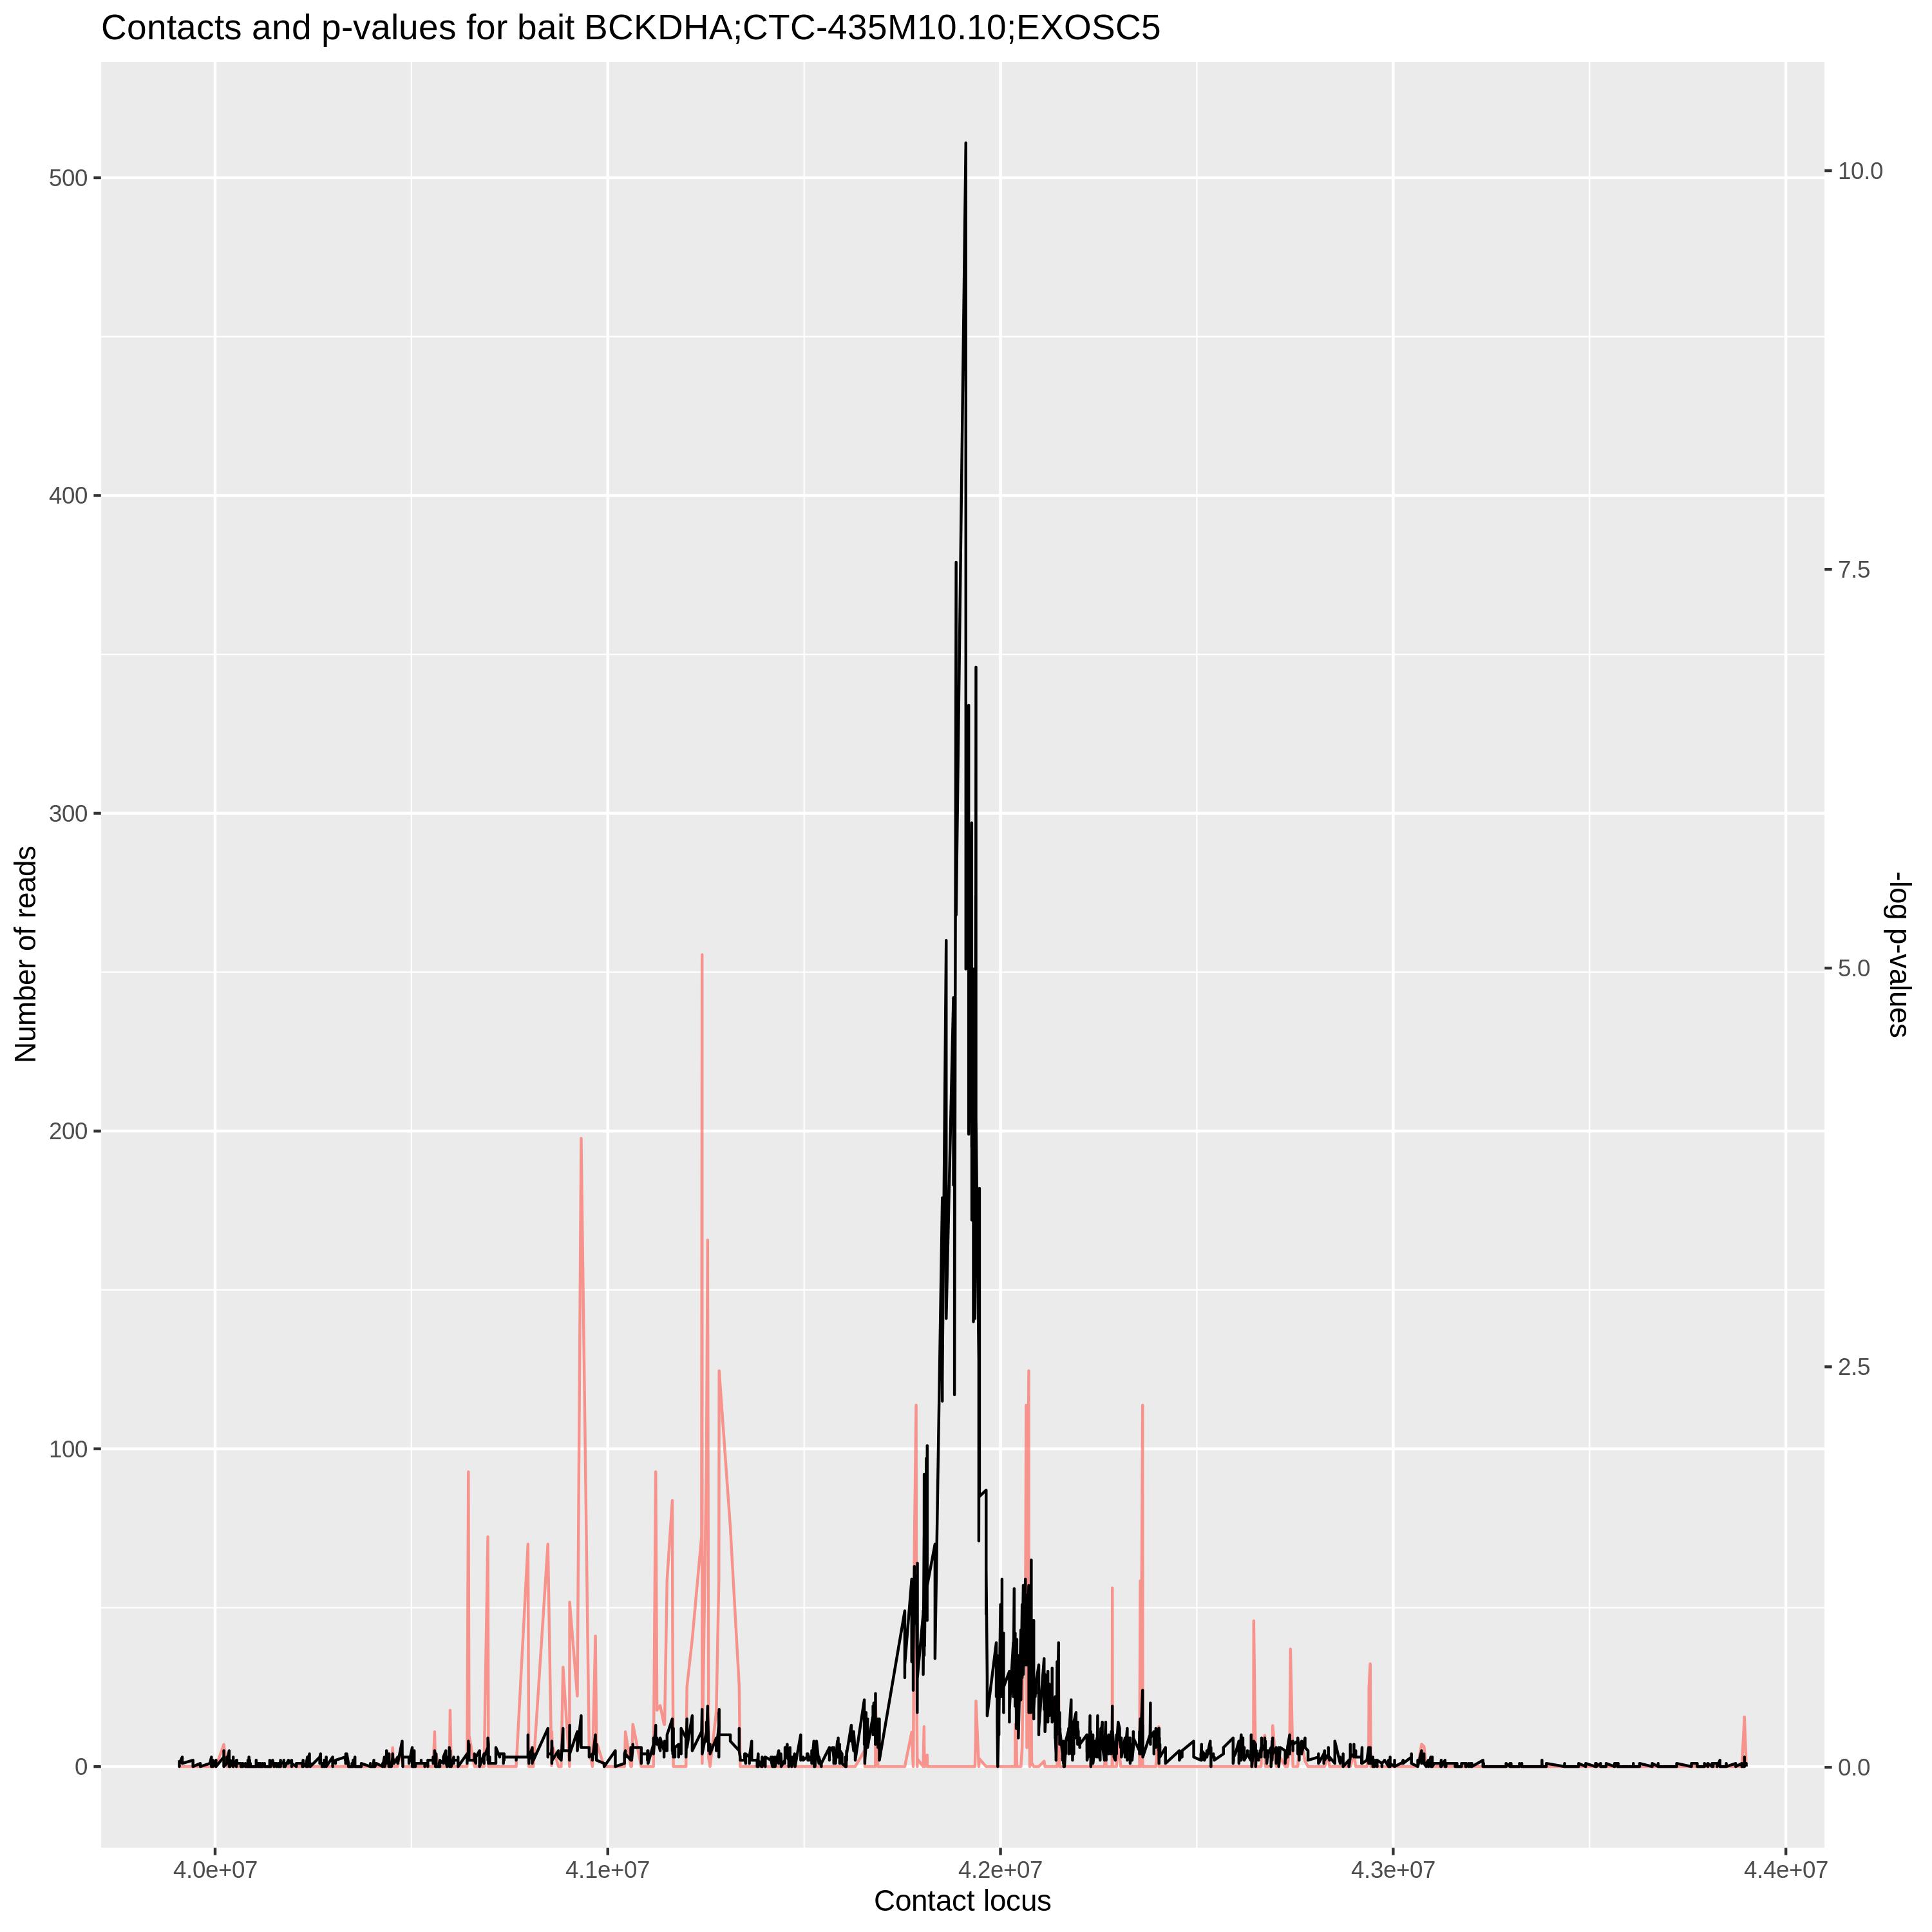 Contacts and p-values for bait BCKDHA;CTC-435M10.10;EXOSC5
500
400
300
200
100
0
Number of reads
10.0
7.5
5.0
2.5
0.0
-log p-values
4.0e+07
4.1e+07
4.2e+07
4.3e+07
4.4e+07
Contact locus